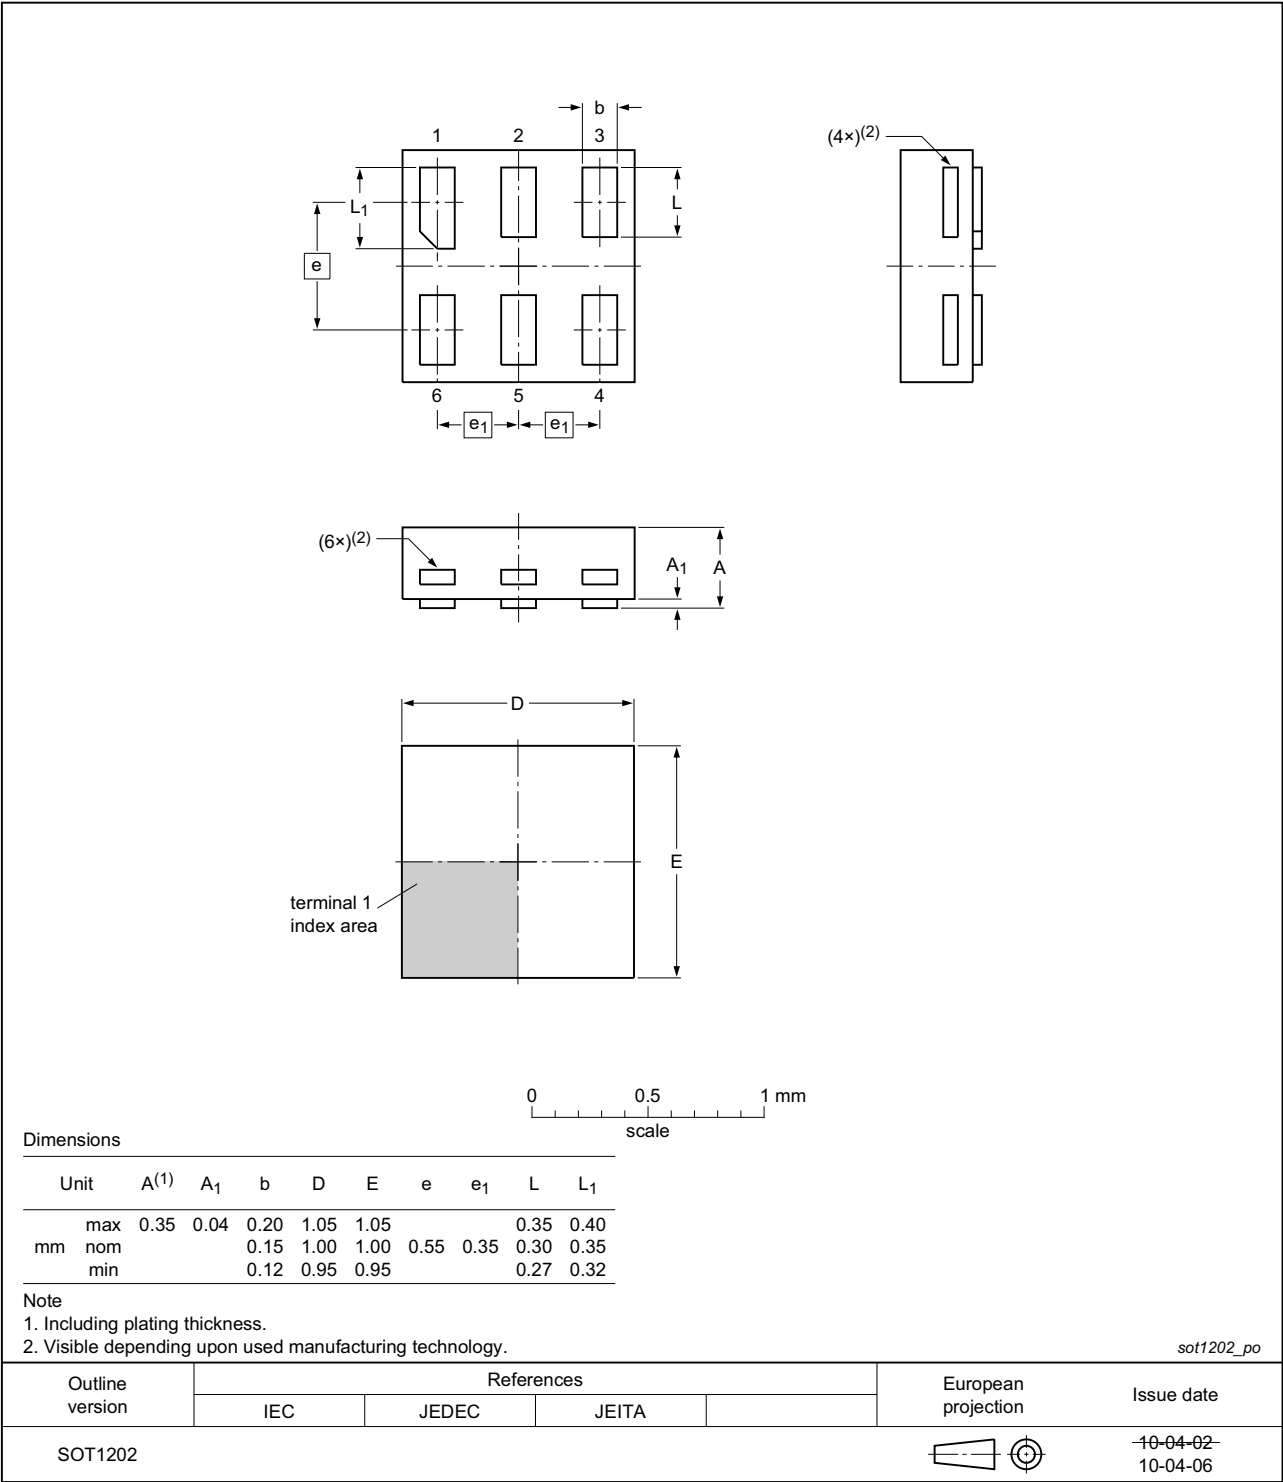 b
1 2 3
(4×)(2)
L1
L
e
6 5 4
e1 e1
(6×)(2)
A1 A
D
E
terminal 1
index area
0 0.5 1 mm
scale
Dimensions
Unit A(1) A1 b D E e e1 L L1
max 0.35 0.04 0.20 1.05 1.05 0.35 0.40
mm nom 0.15 1.00 1.00 0.55 0.35 0.30 0.35
min 0.12 0.95 0.95 0.27 0.32
Note
1. Including plating thickness.
2. Visible depending upon used manufacturing technology.
sot1202_po
Outline
version
References
IEC JEDEC JEITA
European
projection
Issue date
SOT1202
10-04-02
10-04-06